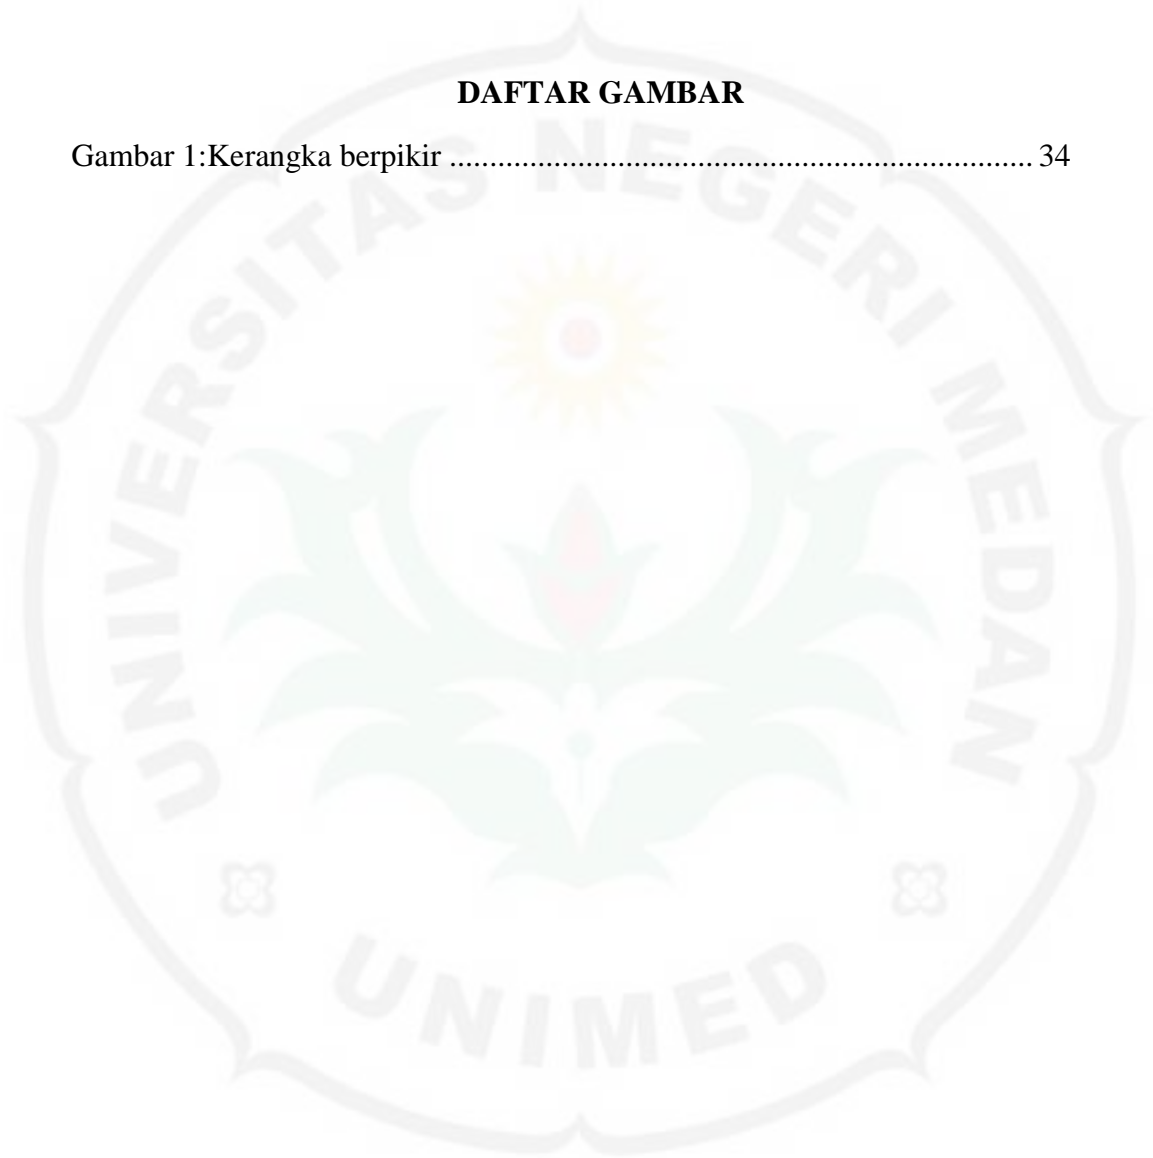 DAFTAR GAMBAR
Gambar 1:Kerangka berpikir ......................................................................... 34
UNIVERSITAS NEGERI MEDAN
UNIMED